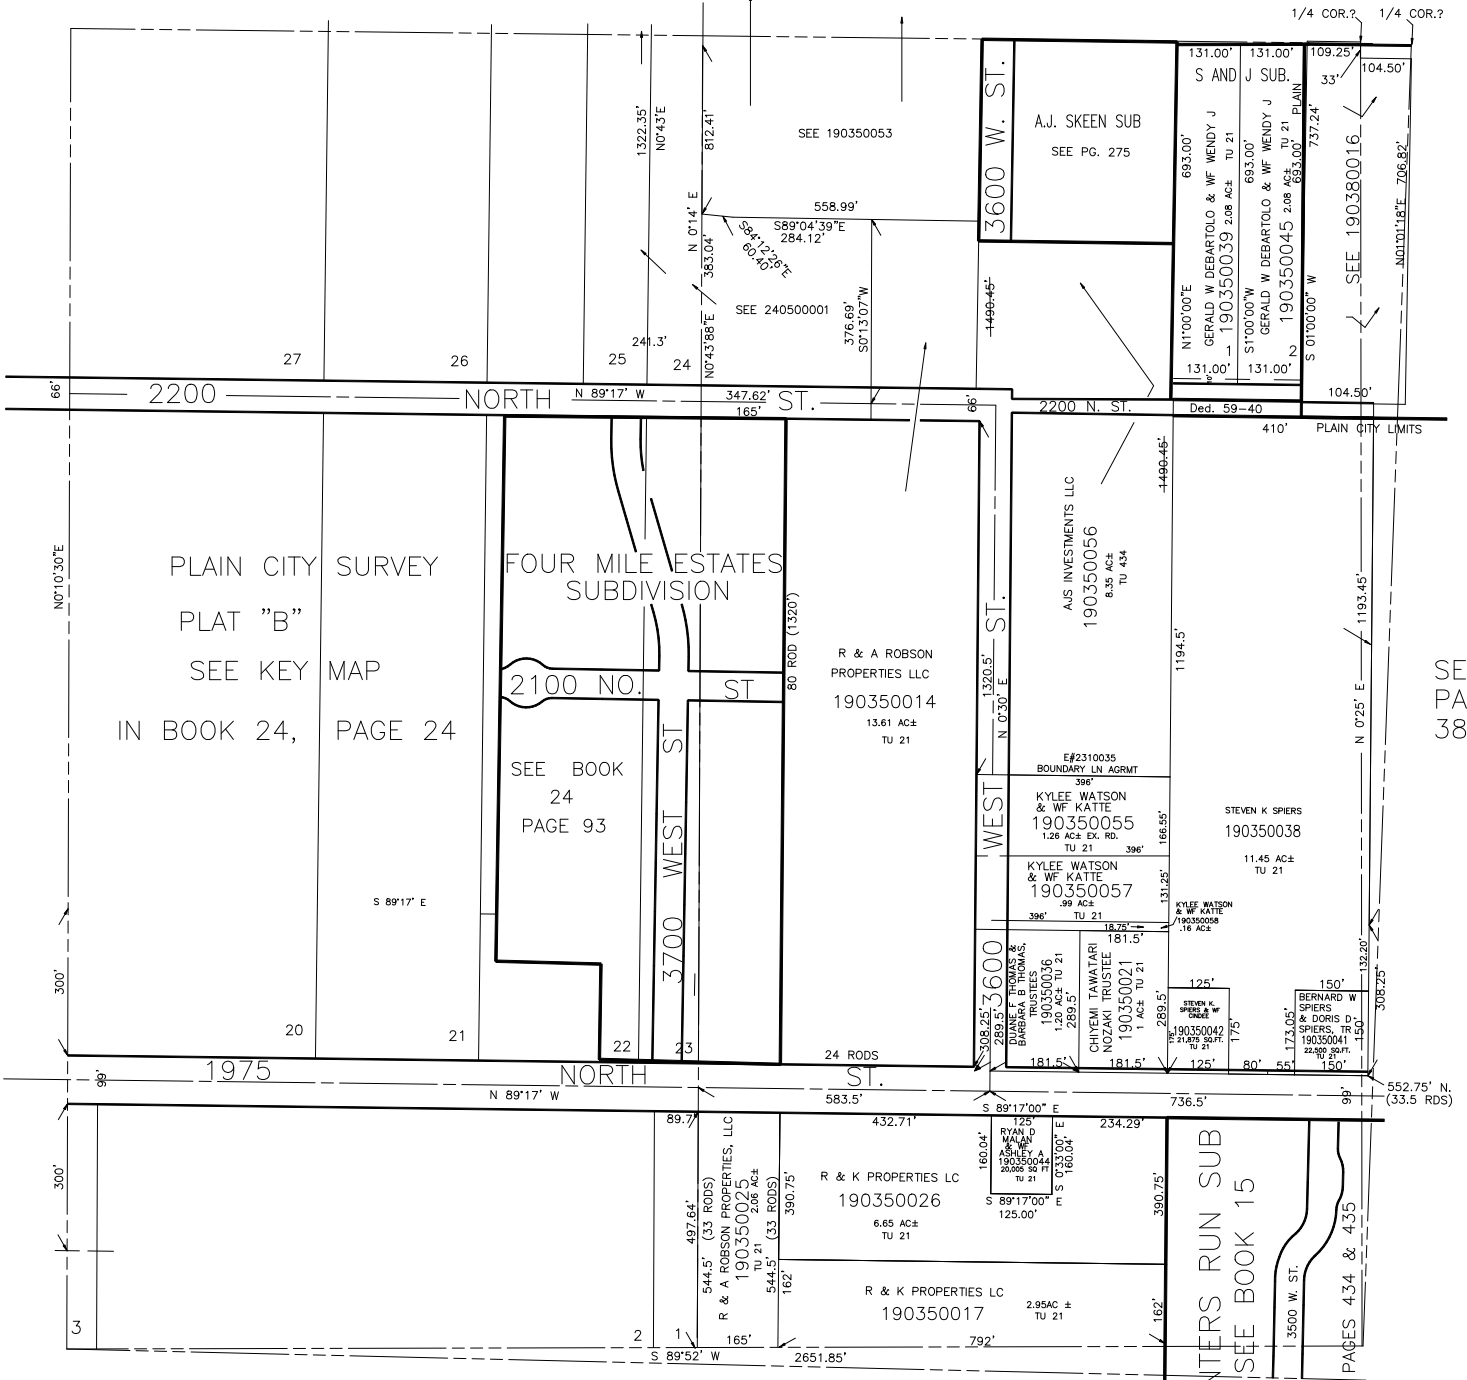 1/4 COR.?
1/4 COR.?
131.00'
131.00'
109.25'
33'
104.50'
S AND J SUB.
PLAIN
1322.35'
N0°43'E
812.41'
SEE 190350053
3600 W. ST.
A.J. SKEEN SUB
SEE PG. 275
693.00'
GERALD W DEBARTOLO & WF WENDY J
190350039 2.08 AC± TU 21
693.00'
GERALD W DEBARTOLO & WF WENDY J
190350045 2.08 AC± TU 21
693.00'
737.24'
SEE 190380016
N01°01'18"E 706.82'
N 0°14' E
383.04'
558.99'
S89°04'39"E
284.12'
S84°12'26"E
60.40'
SEE 240500001
376.69'
S0°13'07"W
1490.45'
N1°00'00"E
S1°00'00"W
S 01°00'00" W
27
26
25
24
241.3'
N0°43'88"E
1
2
131.00'
131.00'
104.50'
66'
2200 NORTH ST.
N 89°17' W
347.62'
165'
66'
2200 N. ST.
Ded. 59-40
410'
PLAIN CITY LIMITS
1490.45'
N0°10'30"E
PLAIN CITY SURVEY
PLAT "B"
SEE KEY MAP
IN BOOK 24, PAGE 24
FOUR MILE ESTATES
SUBDIVISION
80 ROD (1320')
2100 NO. ST
SEE BOOK
24
PAGE 93
3700 WEST ST
R & A ROBSON
PROPERTIES LLC
190350014
13.61 AC±
TU 21
3600 WEST ST.
1320.5'
N 0°30' E
AJS INVESTMENTS LLC
190350056
8.35 AC±
TU 434
1194.5'
1193.45'
N 0°25' E
SE
PA
38
E#2310035
BOUNDARY LN AGRMT
396'
KYLEE WATSON
& WF KATTE
190350055
1.26 AC± EX. RD.
TU 21
396'
166.55'
KYLEE WATSON
& WF KATTE
190350057
.99 AC±
TU 21
396'
131.25'
18.75'
KYLEE WATSON
& WF KATTE
190350058
.16 AC±
STEVEN K SPIERS
190350038
11.45 AC±
TU 21
S 89°17' E
300'
20
21
22
23
308.25'
289.5'
DUANE F THOMAS &
BARBARA B THOMAS,
TRUSTEES
190350036
1.20 AC± TU 21
289.5'
181.5'
CHIYEMI TAWATARI
NOZAKI TRUSTEE
190350021
1 AC± TU 21
289.5'
125'
STEVEN K.
SPIERS & WF
CINDEE
190350042
21,875 SQ.FT.
TU 21
175'
175'
150'
BERNARD W
SPIERS
& DORIS D
SPIERS, TR
190350041
22,500 SQ.FT.
TU 21
173.05'
150'
132.20'
308.25'
24 RODS
181.5'
181.5'
125'
80'
55'
150'
1975 NORTH ST.
99'
N 89°17' W
583.5'
S 89°17'00" E
736.5'
99'
552.75' N.
(33.5 RDS)
300'
89.7'
432.71'
125'
234.29'
497.64'
544.5' (33 RODS)
R & A ROBSON PROPERTIES, LLC
190350025
TU 21 2.06 AC±
544.5' (33 RODS)
390.75'
R & K PROPERTIES LC
190350026
6.65 AC±
TU 21
160.04'
RYAN D
MALAN
& WF
ASHLEY A
190350044
20,005 SQ FT
TU 21
S 0°33'00" E
160.04'
S 89°17'00" E
125.00'
390.75'
162'
R & K PROPERTIES LC
190350017
2.95AC ±
TU 21
162'
NTERS RUN SUB
SEE BOOK 15
3500 W. ST.
PAGES 434 & 435
3
2
1
165'
792'
S 89°52' W
2651.85'